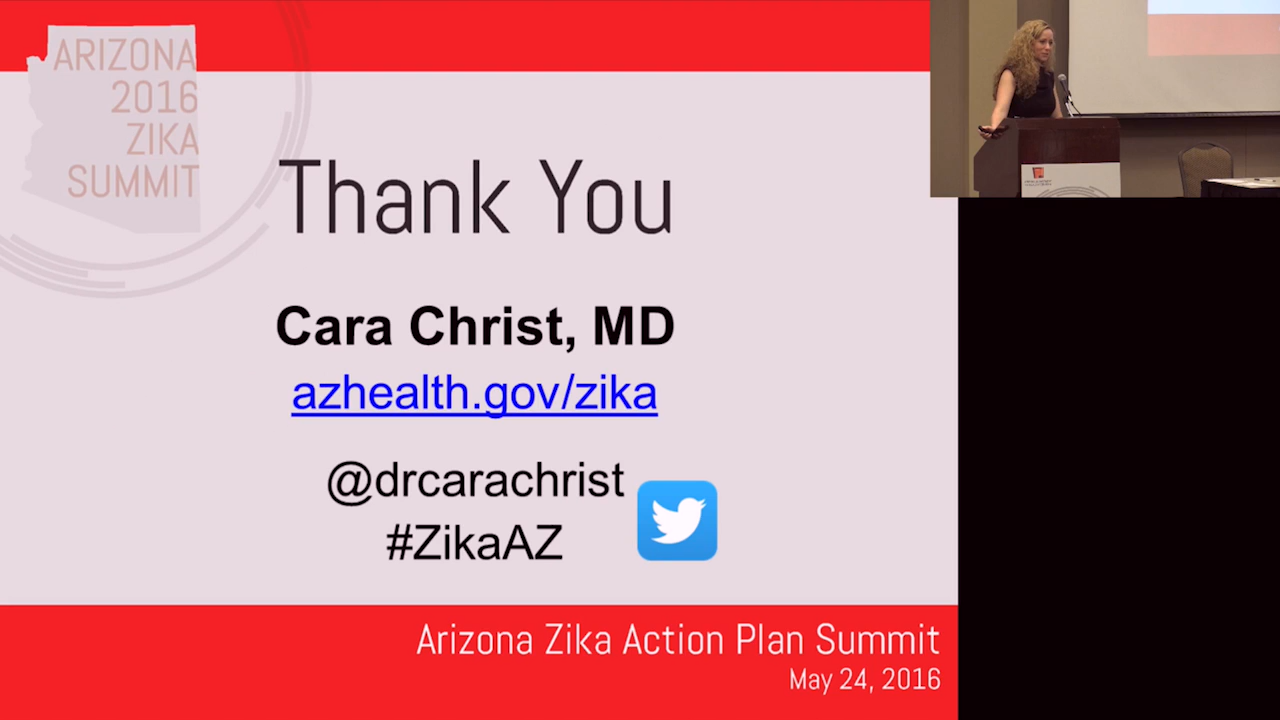 ARIZONA
2016
ZIKA
SUMMIT
Thank You
Cara Christ, MD
azhealth.gov/zika
@drcarachrist
#ZikaAZ
Arizona Zika Action Plan Summit
May 24, 2016